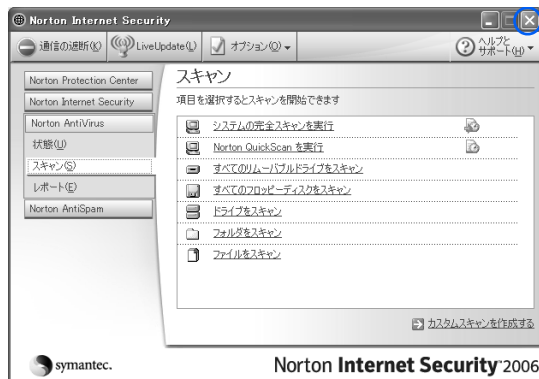 Norton Internet Security
通信の遮断(K) LiveUpdate(L) オプション(O) ヘルプとサポート(H)
Norton Protection Center
Norton Internet Security
Norton AntiVirus
状態(U)
スキャン(S)
レポート(E)
Norton AntiSpam
スキャン
項目を選択するとスキャンを開始できます
システムの完全スキャンを実行
Norton QuickScan を実行
すべてのリムーバブルドライブをスキャン
すべてのフロッピーディスクをスキャン
ドライブをスキャン
フォルダをスキャン
ファイルをスキャン
カスタムスキャンを作成する
symantec.
Norton Internet Security 2006